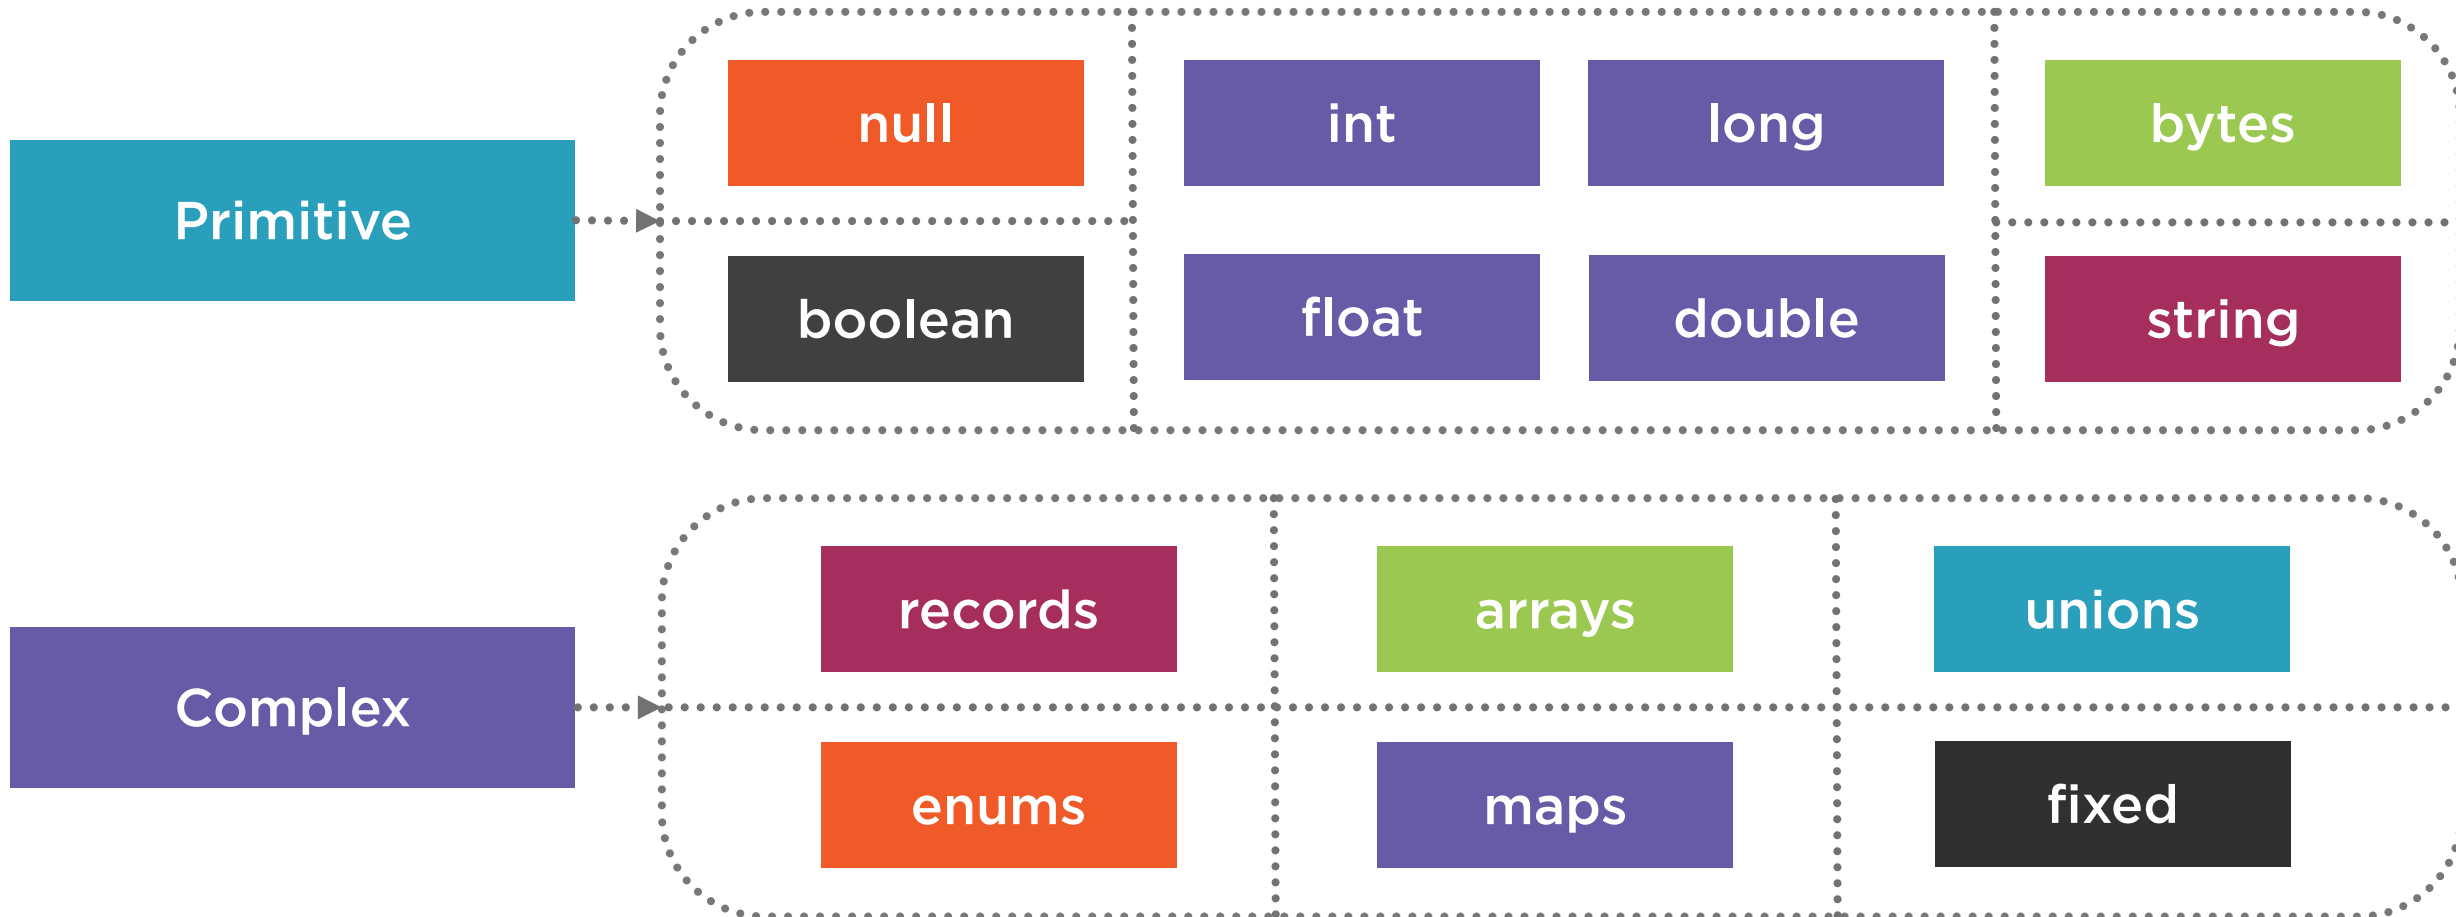 Primitive
null
int
long
bytes
boolean
float
double
string
Complex
records
arrays
unions
enums
maps
fixed